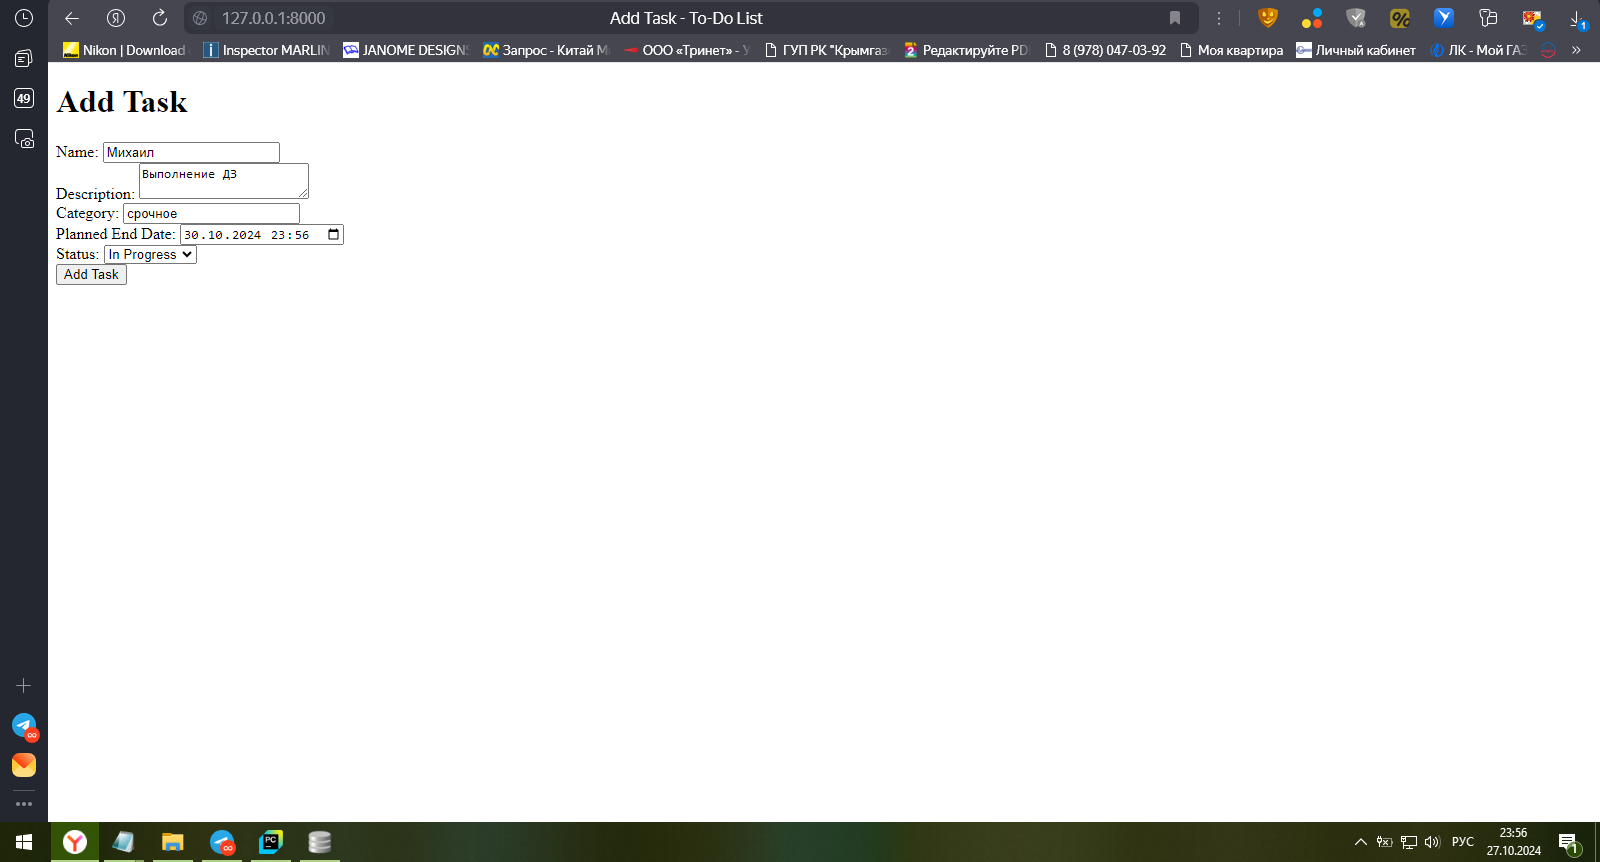 127.0.0.1:8000
Add Task - To-Do List
Nikon | Download
Inspector MARLIN
JANOME DESIGNS
Запрос - Китай М
ООО «Тринет» - У
ГУП РК "Крымгаз
Редактируйте PD
8 (978) 047-03-92
Моя квартира
Личный кабинет
ЛК - Мой ГАЗ
»
49
Add Task
Name: Михаил
Description: Выполнение ДЗ
Category: срочное
Planned End Date: 30.10.2024 23:56
Status: In Progress
Add Task
РУС
23:56
27.10.2024
1